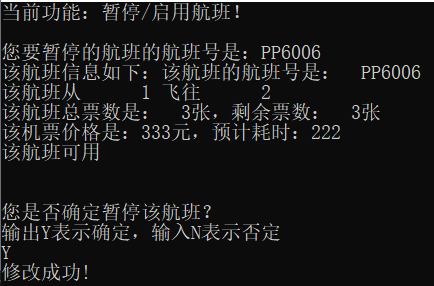 当前功能：暂停/启用航班！
您要暂停的航班的航班号是：PP6006
该航班信息如下：该航班的航班号是：  PP6006
该航班从      1 飞往      2
该航班总票数是：  3张，剩余票数：  3张
该机票价格是：333元，预计耗时：222
该航班可用
您是否确定暂停该航班？
输出Y表示确定，输入N表示否定
Y
修改成功！